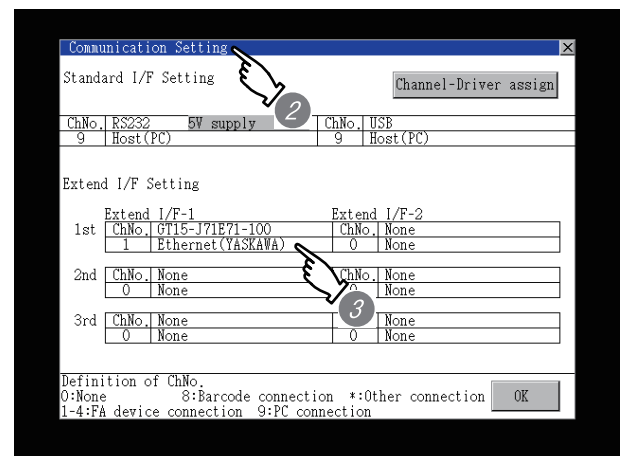 Communication Setting
Standard I/F Setting
Channel-Driver assign
ChNo. RS232 5V supply ChNo. USB
9 Host(PC) 9 Host(PC)
2
Extend I/F Setting
Extend I/F-1 Extend I/F-2
1st ChNo. GT15-J71E71-100 ChNo. None
1 Ethernet(YASKAWA) 0 None
2nd ChNo. None ChNo. None
0 None 0 None
3
3rd ChNo. None None
0 None 0 None
Definition of ChNo.
0:None 8:Barcode connection *:Other connection
1-4:FA device connection 9:PC connection
OK